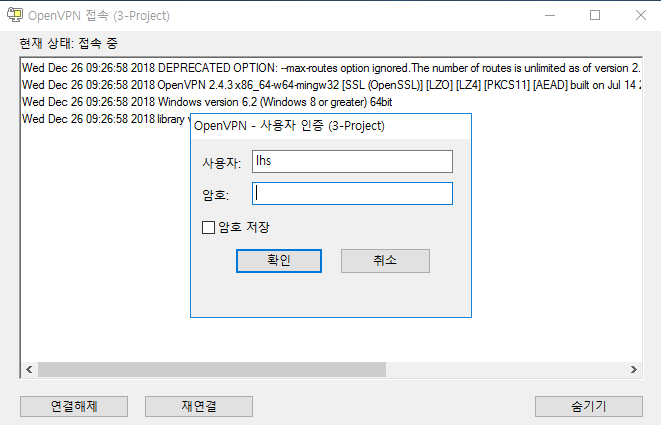 OpenVPN 접속 (3-Project)
현재 상태: 접속 중
Wed Dec 26 09:26:58 2018 DEPRECATED OPTION: --max-routes option ignored.The number of routes is unlimited as of version 2.
Wed Dec 26 09:26:58 2018 OpenVPN 2.4.3 x86_64-w64-mingw32 [SSL (OpenSSL)] [LZO] [LZ4] [PKCS11] [AEAD] built on Jul 14 2
Wed Dec 26 09:26:58 2018 Windows version 6.2 (Windows 8 or greater) 64bit
Wed Dec 26 09:26:58 2018 library v
OpenVPN - 사용자 인증 (3-Project)
사용자: lhs
암호:
암호 저장
확인 취소
연결해제 재연결 숨기기